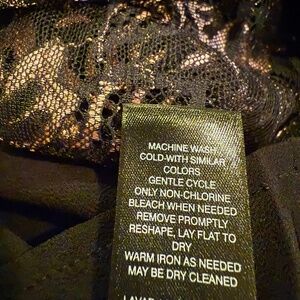 MACHINE WASH
COLD-WITH SIMILAR
COLORS
GENTLE CYCLE
ONLY NON-CHLORINE
BLEACH WHEN NEEDED
REMOVE PROMPTLY
RESHAPE, LAY FLAT TO
DRY
WARM IRON AS NEEDED
MAY BE DRY CLEANED